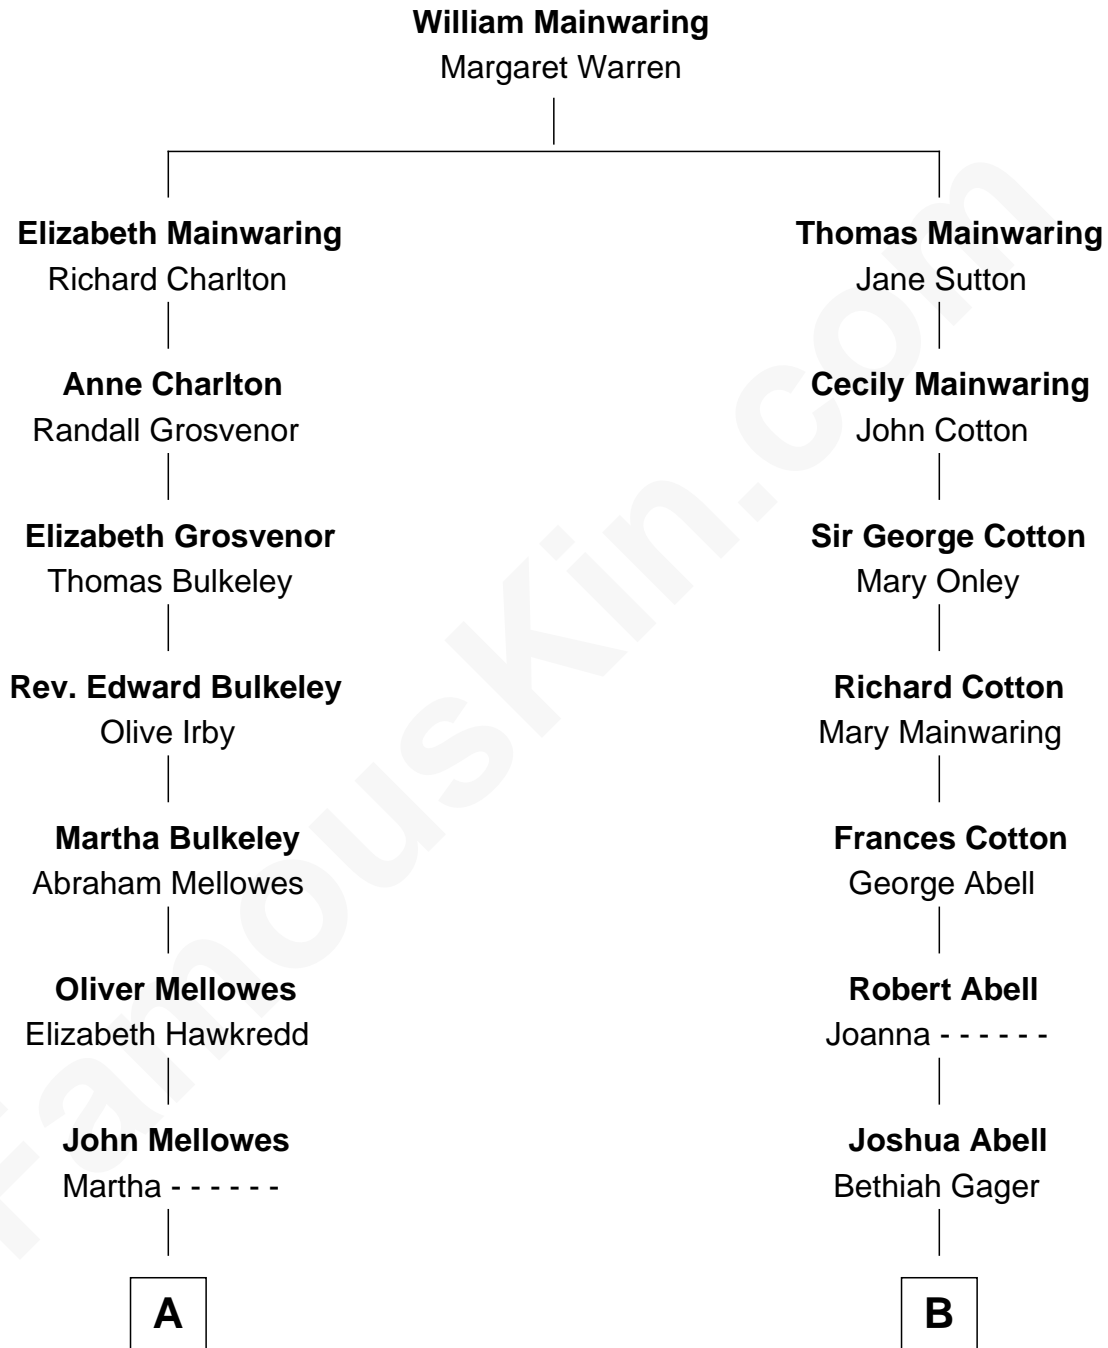 William Mainwaring
Margaret Warren
Elizabeth Mainwaring
Richard Charlton
Thomas Mainwaring
Jane Sutton
Anne Charlton
Randall Grosvenor
Cecily Mainwaring
John Cotton
Elizabeth Grosvenor
Thomas Bulkeley
Sir George Cotton
Mary Onley
Rev. Edward Bulkeley
Olive Irby
Richard Cotton
Mary Mainwaring
Martha Bulkeley
Abraham Mellowes
Frances Cotton
George Abell
Oliver Mellowes
Elizabeth Hawkredd
Robert Abell
Joanna - - - - - -
John Mellowes
Martha - - - - - -
Joshua Abell
Bethiah Gager
A
B
FamousKin.com